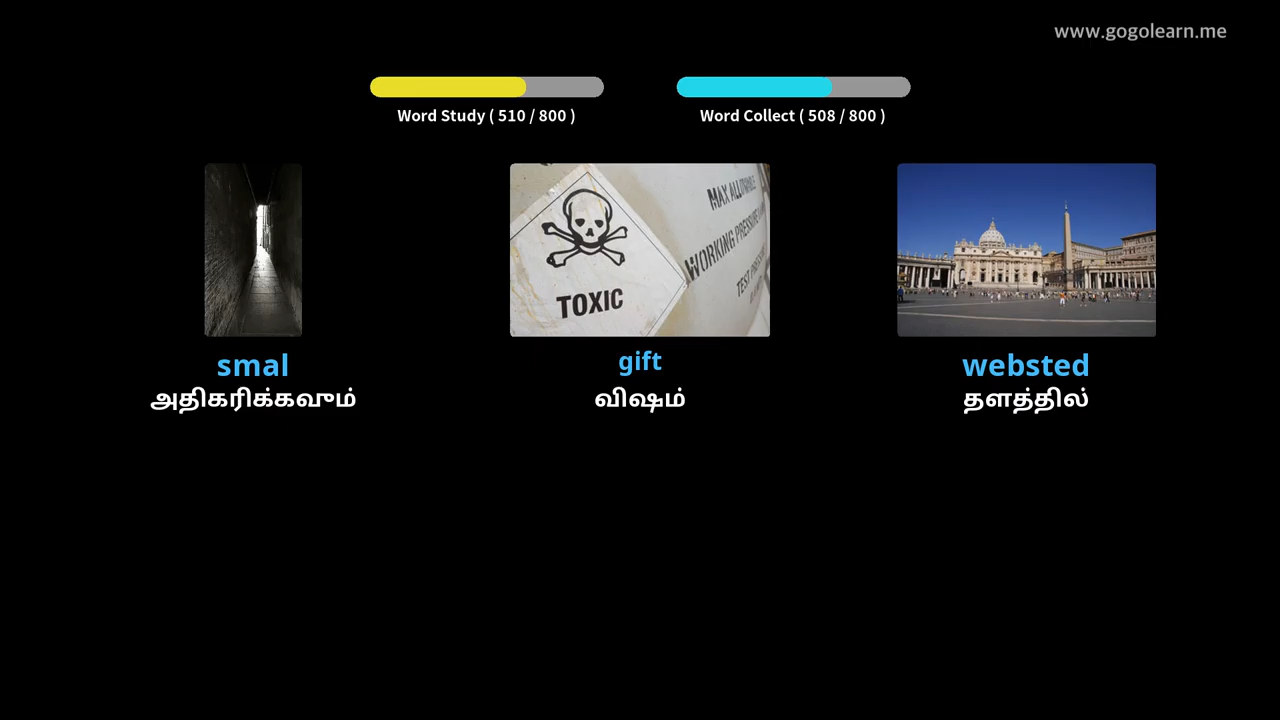 www.gogolearn.me
Word Study ( 510 / 800 )
Word Collect ( 508 / 800 )
MAX ALLOWABLE
WORKING PRESSURE
TEST
TOXIC
smal
gift
websted
அதிகரிக்கவும்
விஷம்
தளத்தில்